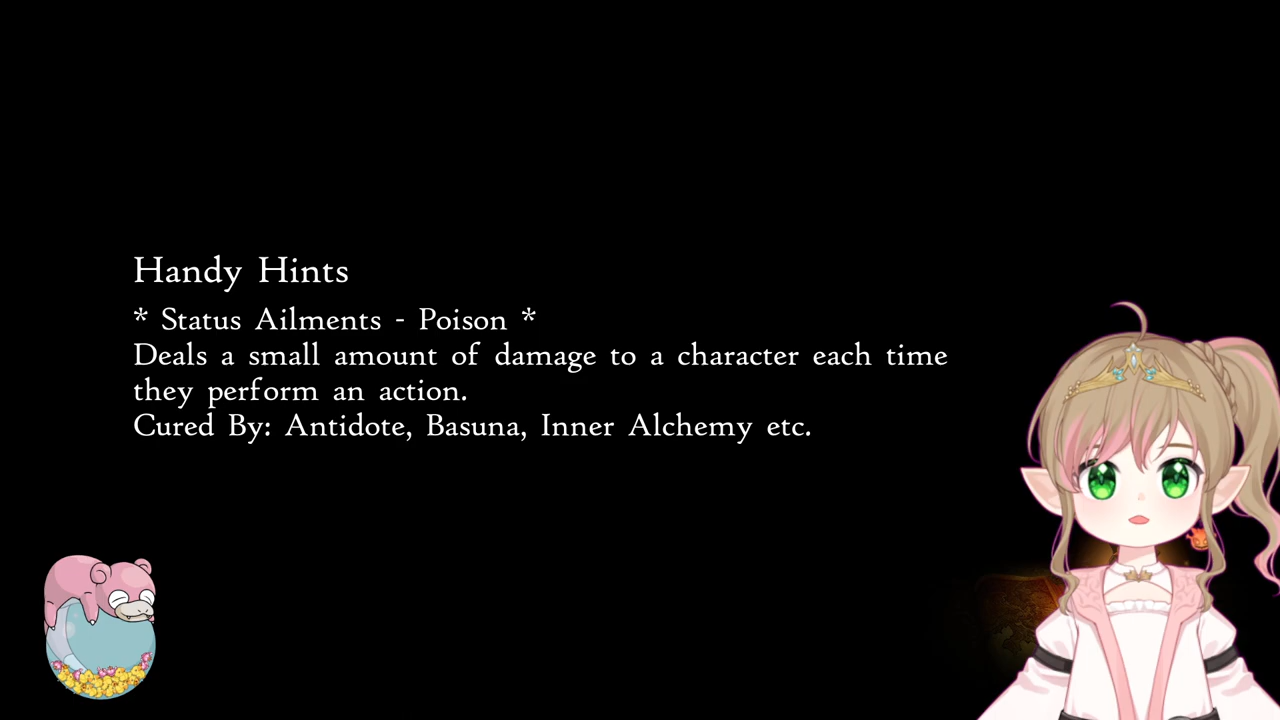 Handy Hints
* Status Ailments - Poison *
Deals a small amount of damage to a character each time
they perform an action.
Cured By: Antidote, Basuna, Inner Alchemy etc.